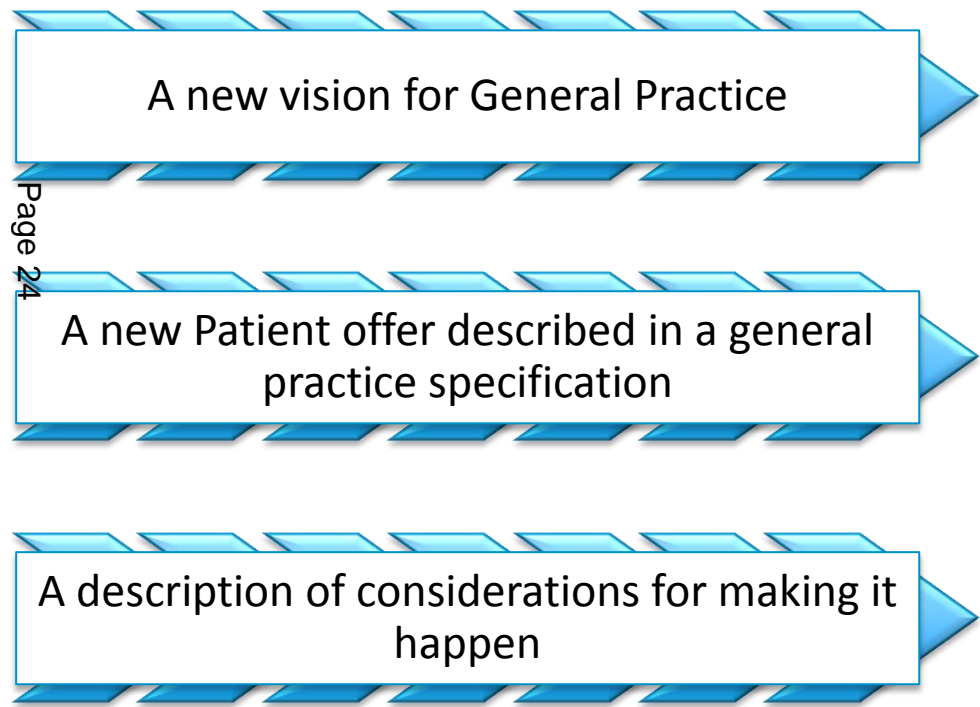 A new vision for General Practice
Page 24
A new Patient offer described in a general
practice specification
A description of considerations for making it
happen